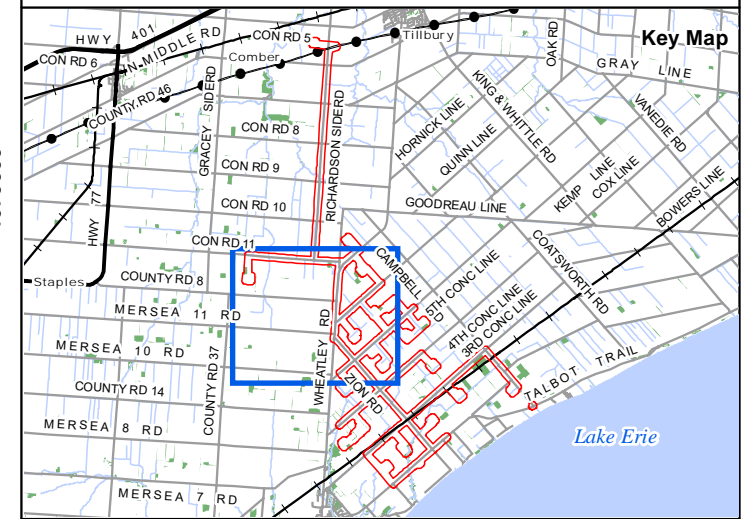 Key Map
HWY 401
CON RD 5
Tillbury
OAK RD
CON RD 6
IN MIDDLE RD
Comber
GRAY LINE
COUNTY RD 46
GRACEY SIDERD
RICHARDSON SIDERD
HORNICK LINE
KING & WHITTLE RD
VANEDIE RD
QUINN LINE
CON RD 8
CON RD 9
KEMP LINE
COX LINE
BOWERS LINE
CON RD 10
GOODREAU LINE
HWY 77
CON RD 11
CAMPBELL
COATSWORTH RD
Staples
COUNTY RD 8
5TH CONC LINE
MERSEA 11 RD
4TH CONC LINE
3RD CONC LINE
MERSEA 10 RD
COUNTY RD 37
WHEATLEY RD
ZION RD
TALBOT TRAIL
COUNTY RD 14
MERSEA 8 RD
Lake Erie
MERSEA 7 RD